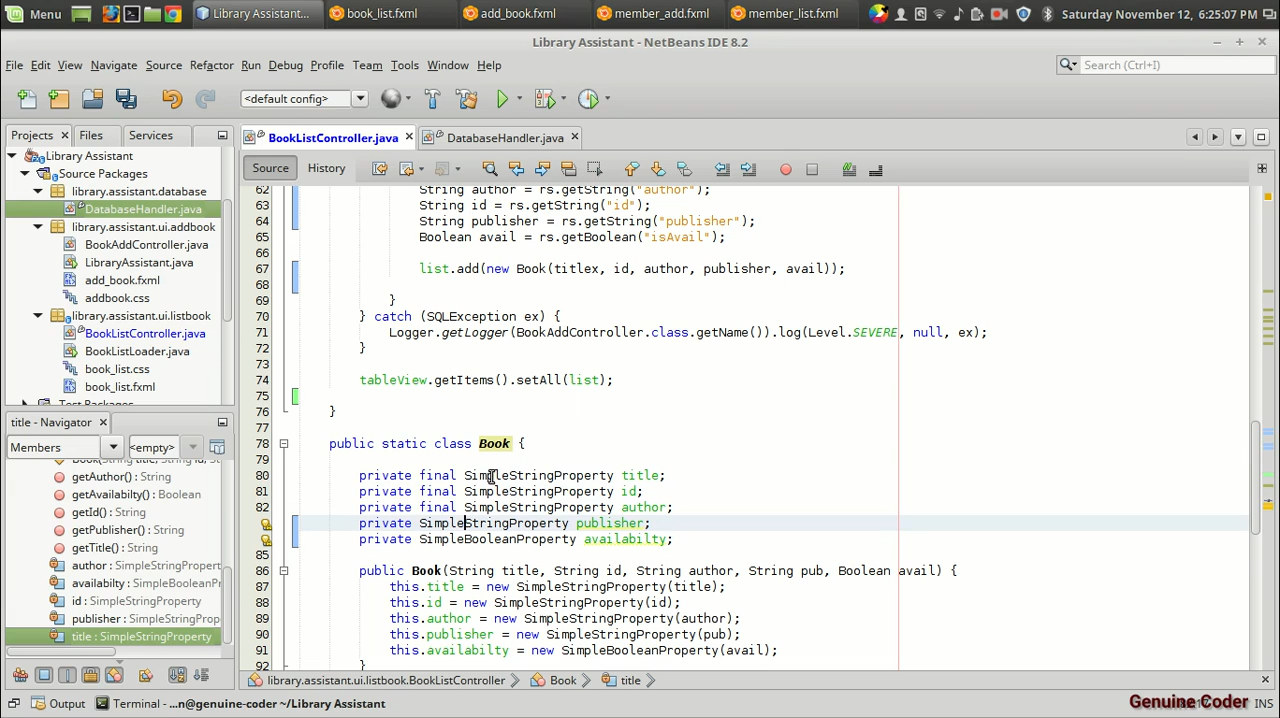 Menu
Library Assistant...
book_list.fxml
add_book.fxml
member_add.fxml
member_list.fxml
Saturday November 12, 6:25:07 PM
Library Assistant - NetBeans IDE 8.2
File Edit View Navigate Source Refactor Run Debug Profile Team Tools Window Help
Search (Ctrl+I)
<default config>
Projects Files Services
BookListController.java
DatabaseHandler.java
Source History
Library Assistant
Source Packages
library.assistant.database
DatabaseHandler.java
library.assistant.ui.addbook
BookAddController.java
LibraryAssistant.java
add_book.fxml
addbook.css
library.assistant.ui.listbook
BookListController.java
BookListLoader.java
book_list.css
book_list.fxml
Test Packages
title - Navigator
Members
<empty>
getAuthor() : String
getAvailabilty() : Boolean
getId() : String
getPublisher() : String
getTitle() : String
author : SimpleStringProperty
availabilty : SimpleBooleanPr
id : SimpleStringProperty
publisher : SimpleStringProp
title : SimpleStringProperty
62 String author = rs.getString("author");
63 String id = rs.getString("id");
64 String publisher = rs.getString("publisher");
65 Boolean avail = rs.getBoolean("isAvail");
66
67 list.add(new Book(titlex, id, author, publisher, avail));
68
69 }
70 } catch (SQLException ex) {
71 Logger.getLogger(BookAddController.class.getName()).log(Level.SEVERE, null, ex);
72 }
73
74 tableView.getItems().setAll(list);
75
76 }
77
78 public static class Book {
79
80 private final SimpleStringProperty title;
81 private final SimpleStringProperty id;
82 private final SimpleStringProperty author;
private SimpleStringProperty publisher;
private SimpleBooleanProperty availabilty;
85
86 public Book(String title, String id, String author, String pub, Boolean avail) {
87 this.title = new SimpleStringProperty(title);
88 this.id = new SimpleStringProperty(id);
89 this.author = new SimpleStringProperty(author);
90 this.publisher = new SimpleStringProperty(pub);
91 this.availabilty = new SimpleBooleanProperty(avail);
92 }
library.assistant.ui.listbook.BookListController
Book
title
Output
Terminal - ...n@genuine-coder ~/Library Assistant
Genuine Coder
INS